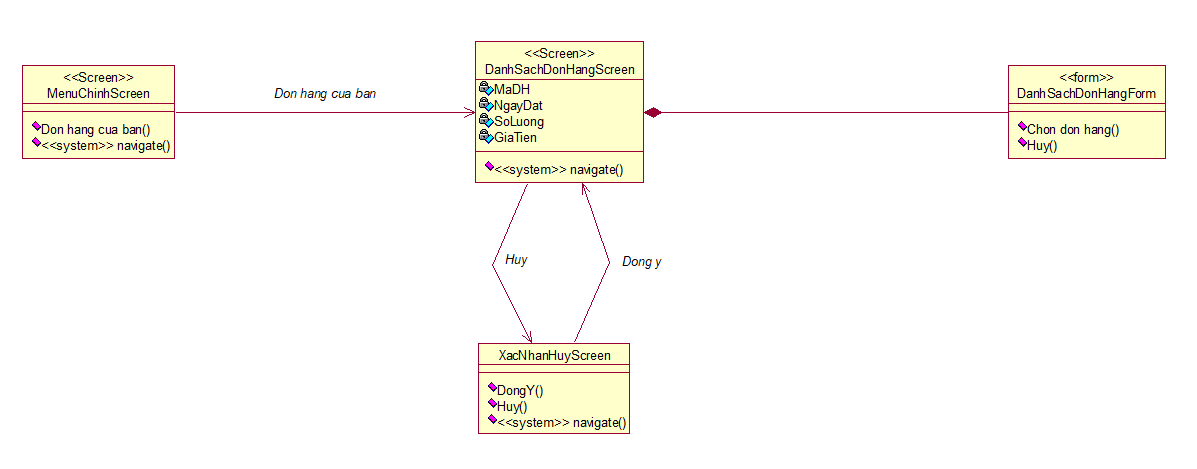 <<Screen>>
MenuChinhScreen
Don hang cua ban()
<<system>> navigate()
Don hang cua ban
<<Screen>>
DanhSachDonHangScreen
MaDH
NgayDat
SoLuong
GiaTien
<<system>> navigate()
<<form>>
DanhSachDonHangForm
Chon don hang()
Huy()
Huy
Dong y
XacNhanHuyScreen
DongY()
Huy()
<<system>> navigate()